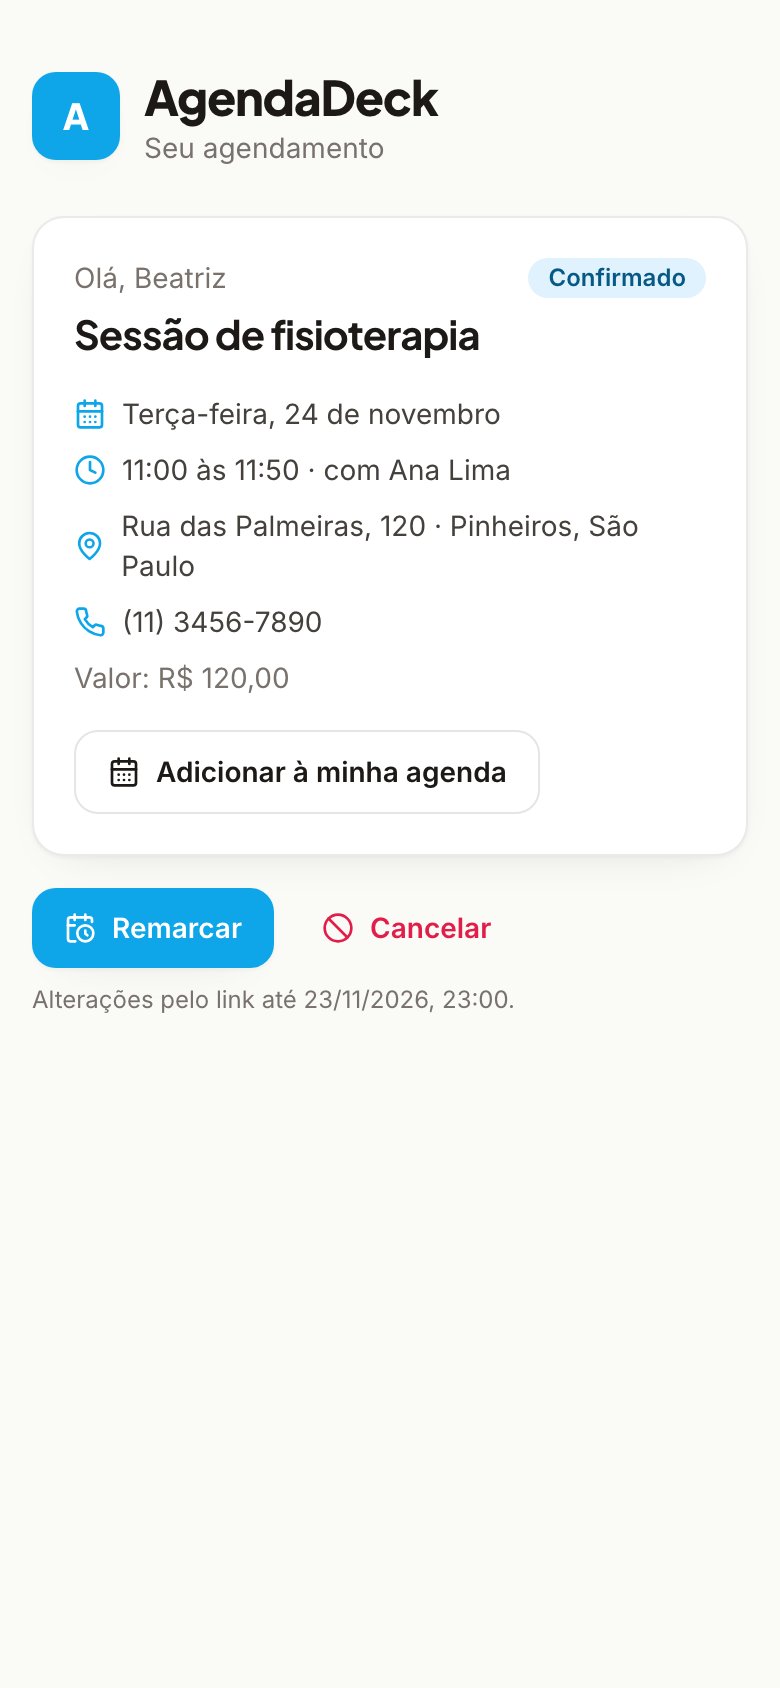 A
AgendaDeck
Seu agendamento
Olá, Beatriz
Confirmado
Sessão de fisioterapia
Terça-feira, 24 de novembro
11:00 às 11:50 · com Ana Lima
Rua das Palmeiras, 120 · Pinheiros, São
Paulo
(11) 3456-7890
Valor: R$ 120,00
Adicionar à minha agenda
Remarcar
Cancelar
Alterações pelo link até 23/11/2026, 23:00.